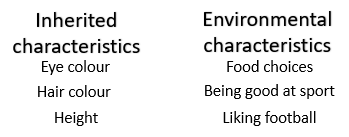 Inherited
characteristics
Eye colour
Hair colour
Height
Environmental
characteristics
Food choices
Being good at sport
Liking football